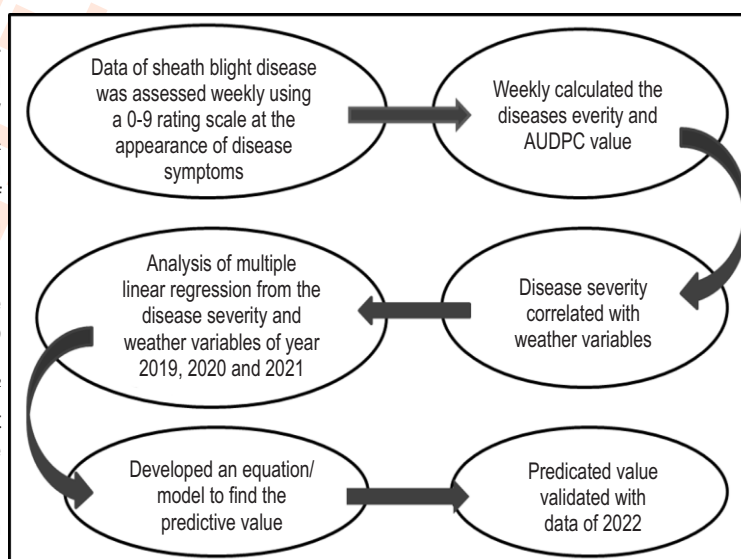 Data of sheath blight disease
was assessed weekly using
a 0-9 rating scale at the
appearance of disease
symptoms
Weekly calculated the
diseases everity and
AUDPC value
Disease severity
correlated with
weather variables
Analysis of multiple
linear regression from the
disease severity and
weather variables of year
2019, 2020 and 2021
Developed an equation/
model to find the
predictive value
Predicated value
validated with
data of 2022